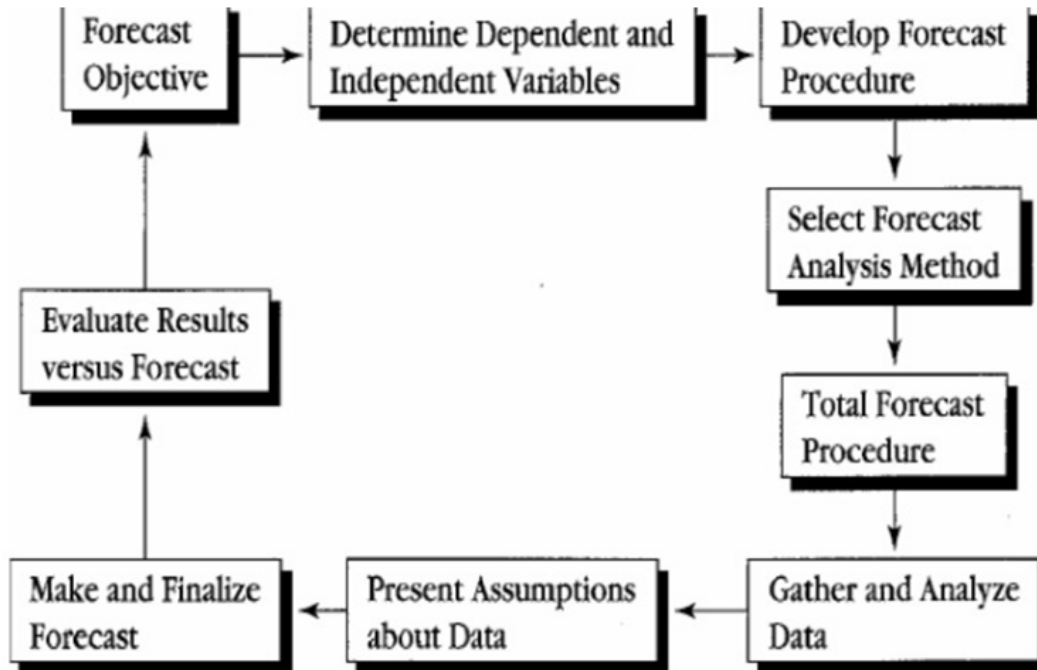 Forecast
Objective
Determine Dependent and
Independent Variables
Develop Forecast
Procedure
Select Forecast
Analysis Method
Total Forecast
Procedure
Gather and Analyze
Data
Present Assumptions
about Data
Make and Finalize
Forecast
Evaluate Results
versus Forecast